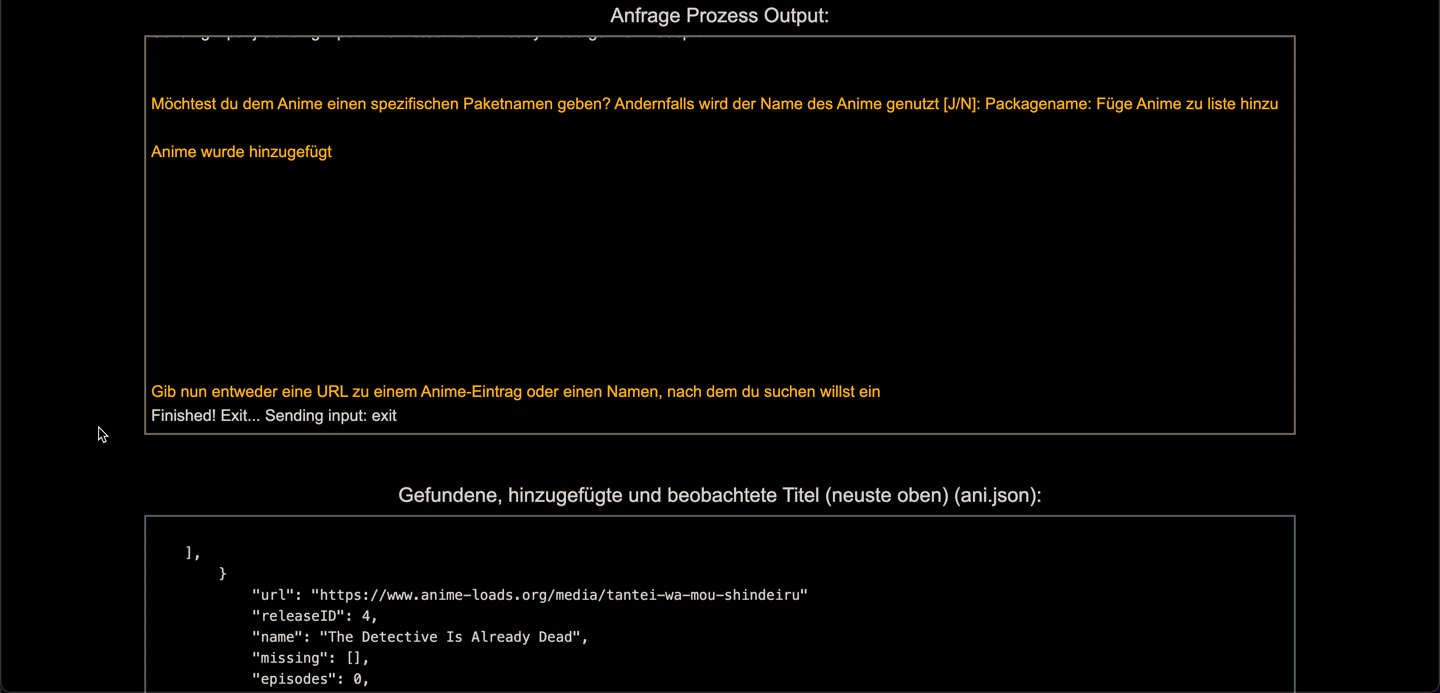 Anfrage Prozess Output:
Möchtest du dem Anime einen spezifischen Paketnamen geben? Andernfalls wird der Name des Anime genutzt [J/N]: Packagename: Füge Anime zu liste hinzu
Anime wurde hinzugefügt
Gib nun entweder eine URL zu einem Anime-Eintrag oder einen Namen, nach dem du suchen willst ein
Finished! Exit... Sending input: exit
Gefundene, hinzugefügte und beobachtete Titel (neuste oben) (ani.json):
],
}
"url": "https://www.anime-loads.org/media/tantei-wa-mou-shindeiru"
"releaseID": 4,
"name": "The Detective Is Already Dead",
"missing": [],
"episodes": 0,